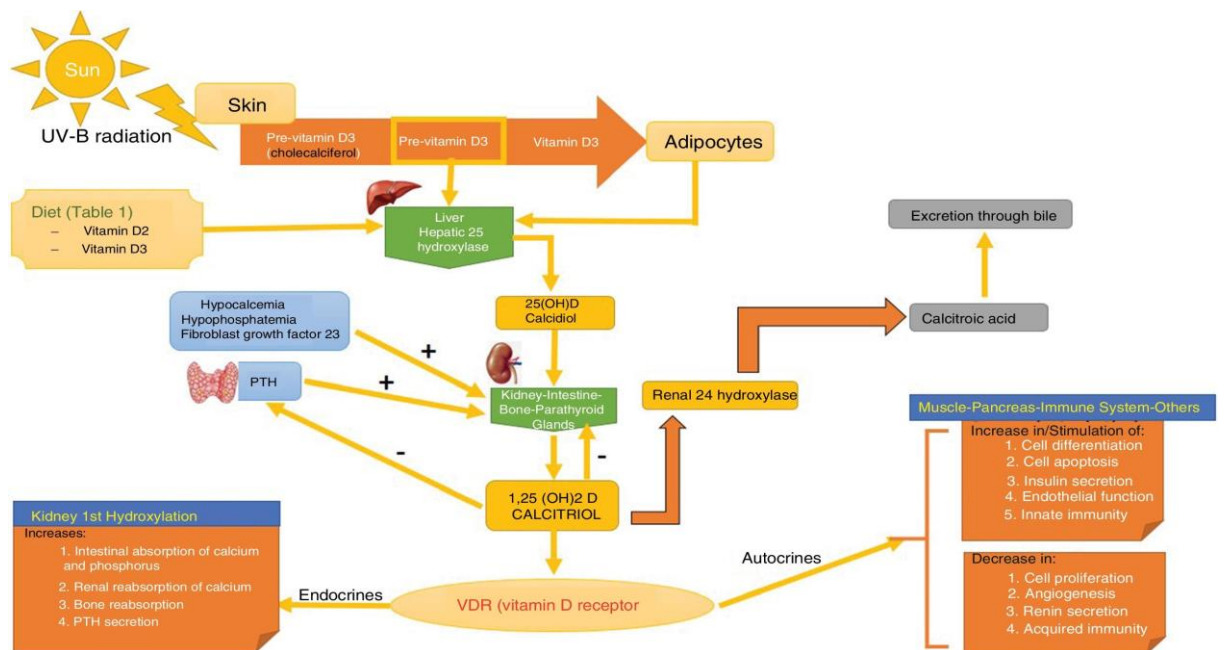 Sun
UV-B radiation
Skin
Pre-vitamin D3
(cholecalciferol)
Pre-vitamin D3
Vitamin D3
Adipocytes
Diet (Table 1)
– Vitamin D2
– Vitamin D3
Liver
Hepatic 25
hydroxylase
Excretion through bile
Calcitroic acid
25(OH)D
Calcidiol
Hypocalcemia
Hypophosphatemia
Fibroblast growth factor 23
+
PTH
+
Kidney-Intestine-
Bone-Parathyroid
Glands
-
-
Renal 24 hydroxylase
1,25 (OH)2 D
CALCITRIOL
Muscle-Pancreas-Immune System-Others
Increase in/Stimulation of:
1. Cell differentiation
2. Cell apoptosis
3. Insulin secretion
4. Endothelial function
5. Innate immunity
Kidney 1st Hydroxylation
Increases:
1. Intestinal absorption of calcium
and phosphorus
2. Renal reabsorption of calcium
3. Bone reabsorption
4. PTH secretion
Endocrines
VDR (vitamin D receptor
Autocrines
Decrease in:
1. Cell proliferation
2. Angiogenesis
3. Renin secretion
4. Acquired immunity